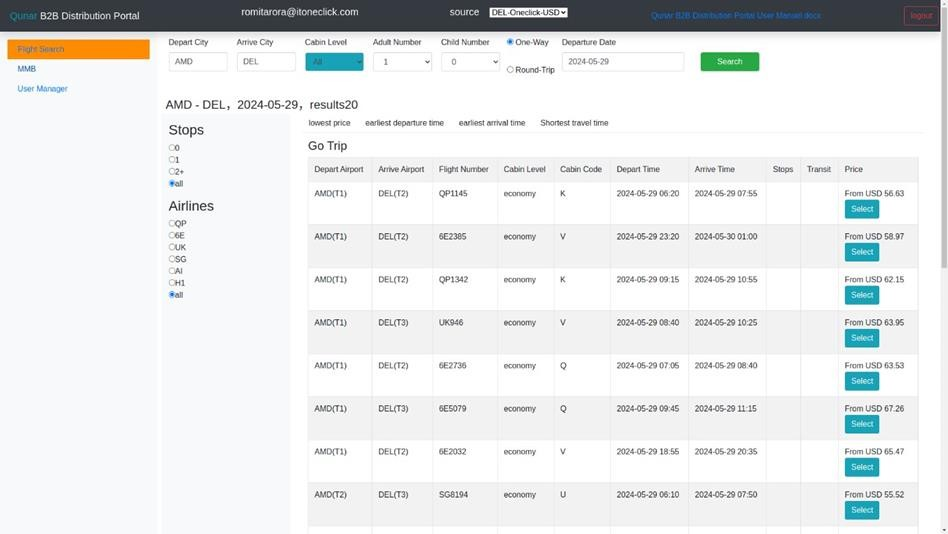 Qunar B2B Distribution Portal romitarora@itoneclick.com source DEL-Oneclick-USD Qunar B2B Distribution Portal User Manuel.docx logout
Flight Search
MMB
User Manager
Depart City Arrive City Cabin Level Adult Number Child Number One-Way Departure Date
AMD DEL All 1 0 Round-Trip 2024-05-29 Search
AMD - DEL，2024-05-29，results20
Stops
0
1
2+
all
Airlines
QP
6E
UK
SG
AI
H1
all
lowest price earliest departure time earliest arrival time Shortest travel time
Go Trip
Depart Airport Arrive Airport Flight Number Cabin Level Cabin Code Depart Time Arrive Time Stops Transit Price
AMD(T1) DEL(T2) QP1145 economy K 2024-05-29 06:20 2024-05-29 07:55 From USD 56.63
Select
AMD(T1) DEL(T2) 6E2385 economy V 2024-05-29 23:20 2024-05-30 01:00 From USD 58.97
Select
AMD(T1) DEL(T2) QP1342 economy K 2024-05-29 09:15 2024-05-29 10:55 From USD 62.15
Select
AMD(T1) DEL(T3) UK946 economy V 2024-05-29 08:40 2024-05-29 10:25 From USD 63.95
Select
AMD(T1) DEL(T2) 6E2736 economy Q 2024-05-29 07:05 2024-05-29 08:40 From USD 63.53
Select
AMD(T1) DEL(T3) 6E5079 economy Q 2024-05-29 09:45 2024-05-29 11:15 From USD 67.26
Select
AMD(T1) DEL(T2) 6E2032 economy V 2024-05-29 18:55 2024-05-29 20:35 From USD 65.47
Select
AMD(T2) DEL(T3) SG8194 economy U 2024-05-29 06:10 2024-05-29 07:50 From USD 55.52
Select